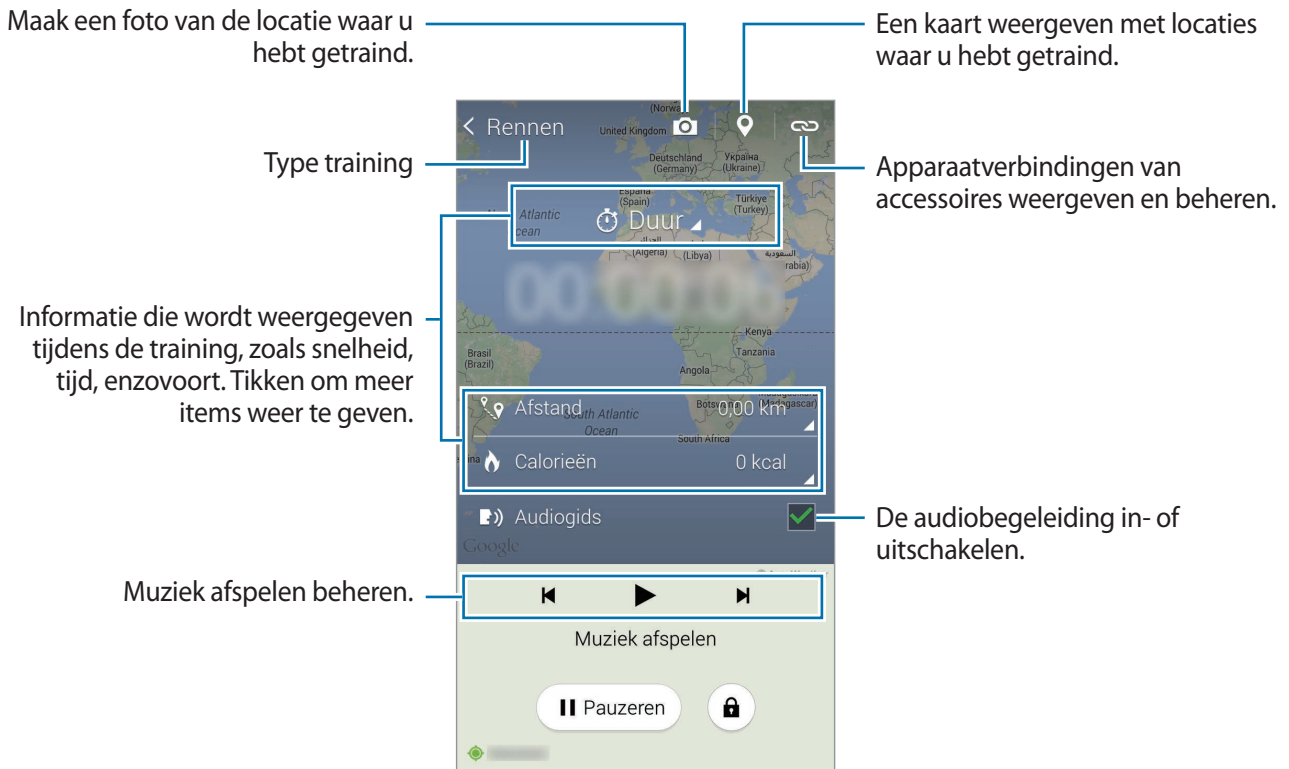 Maak een foto van de locatie waar u
hebt getraind.
Een kaart weergeven met locaties
waar u hebt getraind.
Type training
Apparaatverbindingen van
accessoires weergeven en beheren.
Informatie die wordt weergegeven
tijdens de training, zoals snelheid,
tijd, enzovoort. Tikken om meer
items weer te geven.
De audiobegeleiding in- of
uitschakelen.
Muziek afspelen beheren.
(Norway)
Rennen
United Kingdom
Deutschland
(Germany)
Україна
(Ukraine)
España
(Spain)
Türkiye
(Turkey)
Atlantic
Duur
(Algeria)
(Libya)
السعودية
Kenya
Brasil
(Brazil)
Tanzania
Angola
Afstand
South Atlantic
Ocean
0,00 km
(Madagascar)
South Africa
Calorieën
0 kcal
Audiogids
Google
Muziek afspelen
Pauzeren